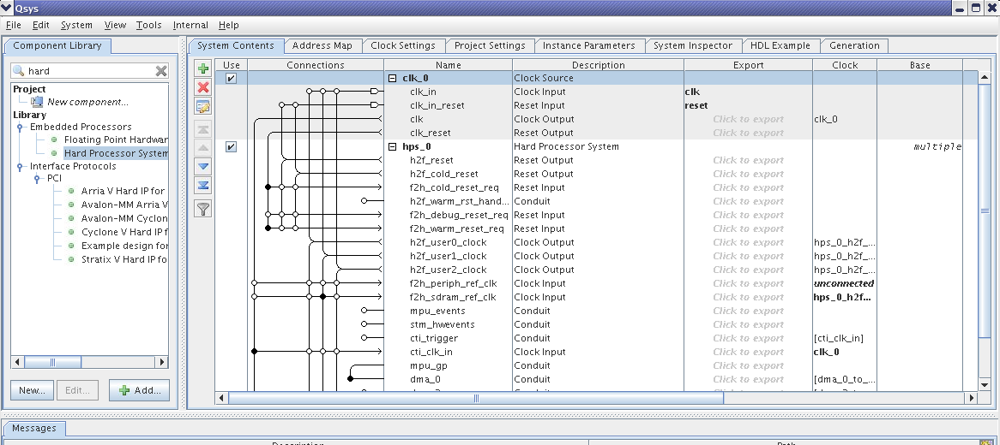 Qsys
File Edit System View Tools Internal Help
Component Library
hard
Project
New component...
Library
Embedded Processors
Floating Point Hardwar
Hard Processor System
Interface Protocols
PCI
Arria V Hard IP for
Avalon-MM Arria V
Avalon-MM Cyclon
Cyclone V Hard IP f
Example design for
Stratix V Hard IP fo
New... Edit... Add...
System Contents Address Map Clock Settings Project Settings Instance Parameters System Inspector HDL Example Generation
Use Connections Name Description Export Clock Base
clk_0 Clock Source
clk_in Clock Input clk
clk_in_reset Reset Input reset
clk Clock Output Click to export clk_0
clk_reset Reset Output Click to export
hps_0 Hard Processor System multiple
h2f_reset Reset Output Click to export
h2f_cold_reset Reset Output Click to export
f2h_cold_reset_req Reset Input Click to export
h2f_warm_rst_hand... Conduit Click to export
f2h_debug_reset_req Reset Input Click to export
f2h_warm_reset_req Reset Input Click to export
h2f_user0_clock Clock Output Click to export hps_0_h2f_...
h2f_user1_clock Clock Output Click to export hps_0_h2f_...
h2f_user2_clock Clock Output Click to export hps_0_h2f_...
f2h_periph_ref_clk Clock Input Click to export unconnected
f2h_sdram_ref_clk Clock Input Click to export hps_0_h2f...
mpu_events Conduit Click to export
stm_hwevents Conduit Click to export
cti_trigger Conduit Click to export [cti_clk_in]
cti_clk_in Clock Input Click to export clk_0
mpu_gp Conduit Click to export
dma_0 Conduit Click to export [dma_0_to_...
Messages
Description Path